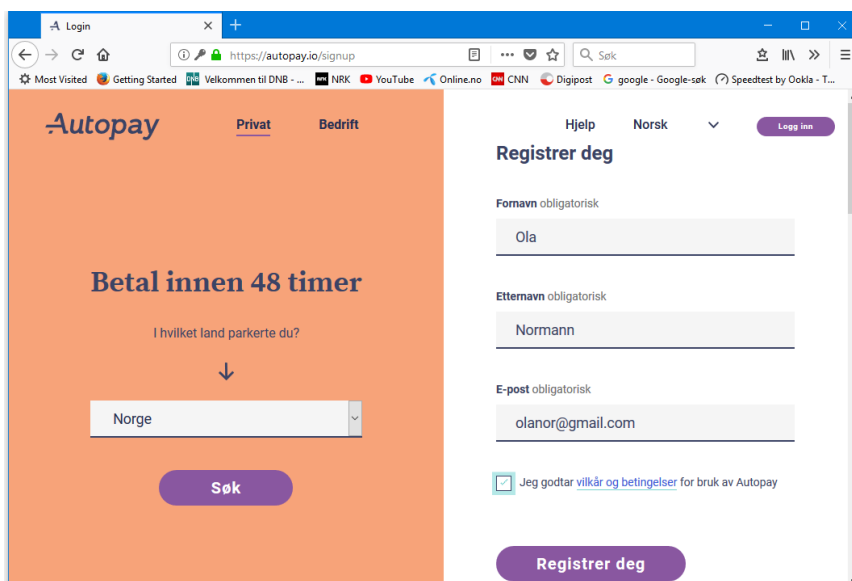 Login
https://autopay.io/signup
Søk
Most Visited Getting Started DNB Velkommen til DNB - ... NRK NRK YouTube Online.no CNN CNN Digipost G google - Google-søk Speedtest by Ookla - T...
Autopay Privat Bedrift
Hjelp Norsk Logg inn
Betal innen 48 timer
I hvilket land parkerte du?
Norge
Søk
Registrer deg
Fornavn obligatorisk
Ola
Etternavn obligatorisk
Normann
E-post obligatorisk
olanor@gmail.com
Jeg godtar vilkår og betingelser for bruk av Autopay
Registrer deg